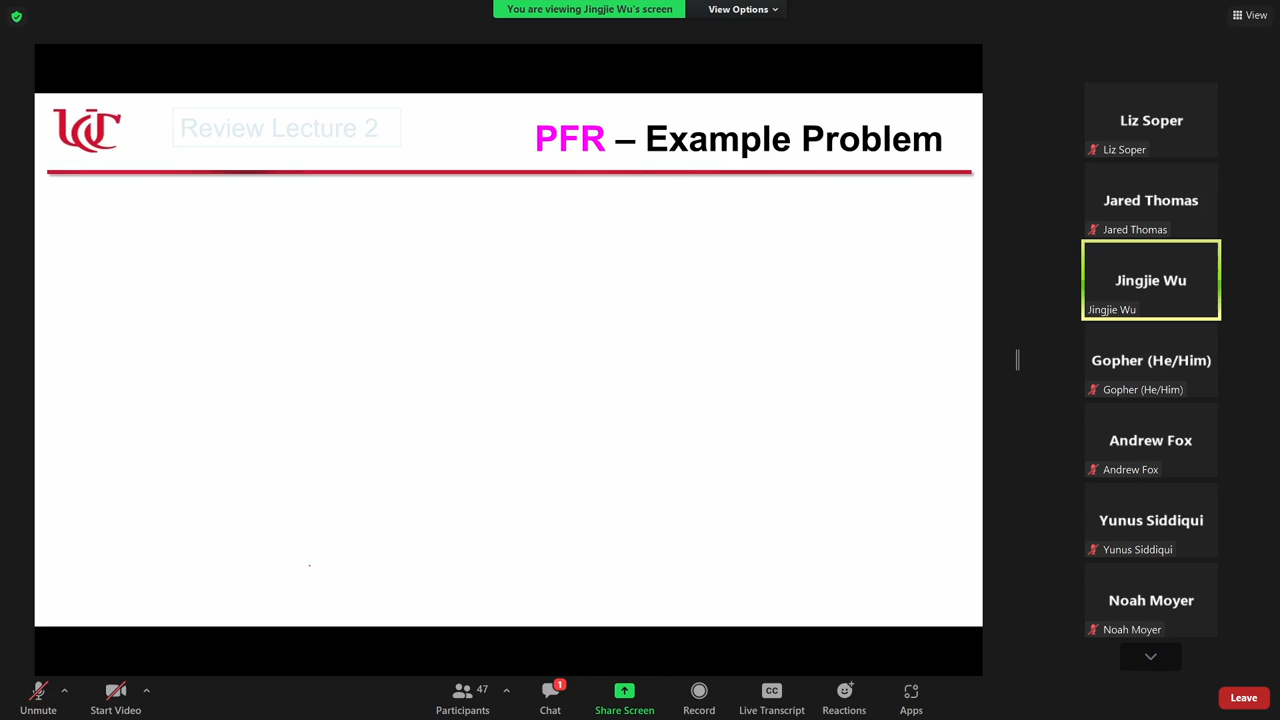 You are viewing Jingjie Wu's screen
View Options
View
Review Lecture 2
PFR – Example Problem
Liz Soper
Liz Soper
Jared Thomas
Jared Thomas
Jingjie Wu
Jingjie Wu
Gopher (He/Him)
Gopher (He/Him)
Andrew Fox
Andrew Fox
Yunus Siddiqui
Yunus Siddiqui
Noah Moyer
Noah Moyer
Unmute
Start Video
47
Participants
1
Chat
Share Screen
Record
CC
Live Transcript
Reactions
Apps
Leave